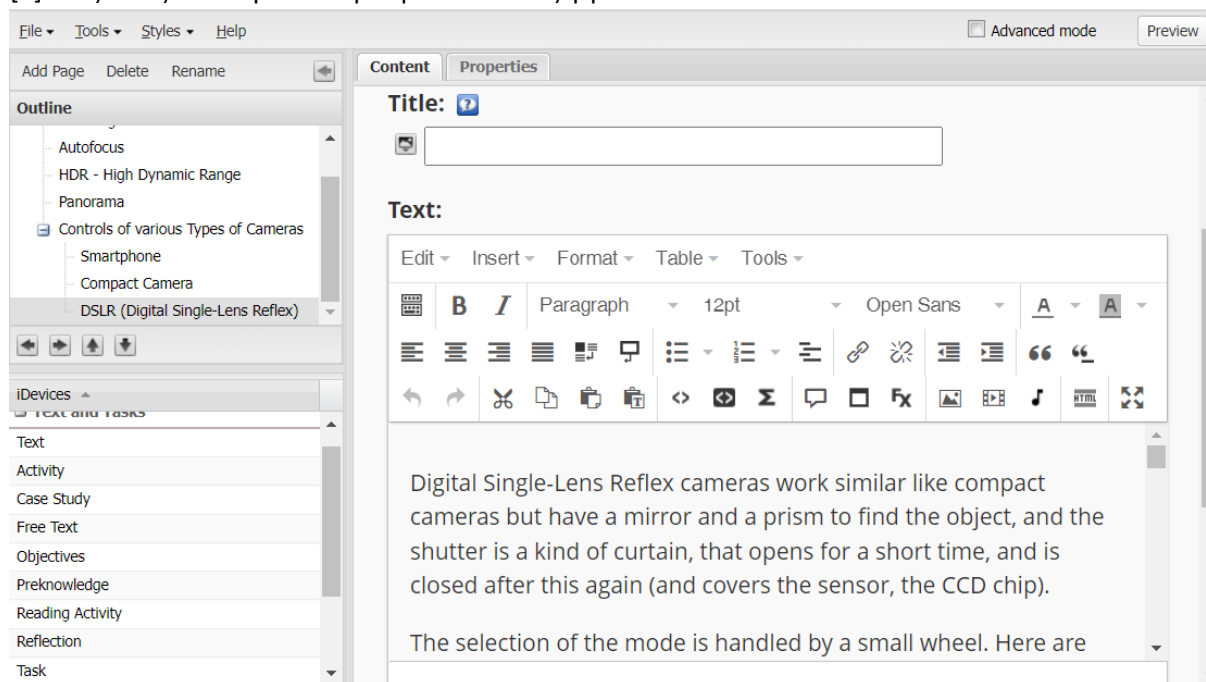 File Tools Styles Help
Advanced mode
Preview
Add Page Delete Rename
Content Properties
Outline
Autofocus
HDR - High Dynamic Range
Panorama
Controls of various Types of Cameras
Smartphone
Compact Camera
DSLR (Digital Single-Lens Reflex)
iDevices
Text and Tasks
Text
Activity
Case Study
Free Text
Objectives
Preknowledge
Reading Activity
Reflection
Task
Title:
Text:
Edit Insert Format Table Tools
B I Paragraph 12pt Open Sans A A
Digital Single-Lens Reflex cameras work similar like compact
cameras but have a mirror and a prism to find the object, and the
shutter is a kind of curtain, that opens for a short time, and is
closed after this again (and covers the sensor, the CCD chip).
The selection of the mode is handled by a small wheel. Here are